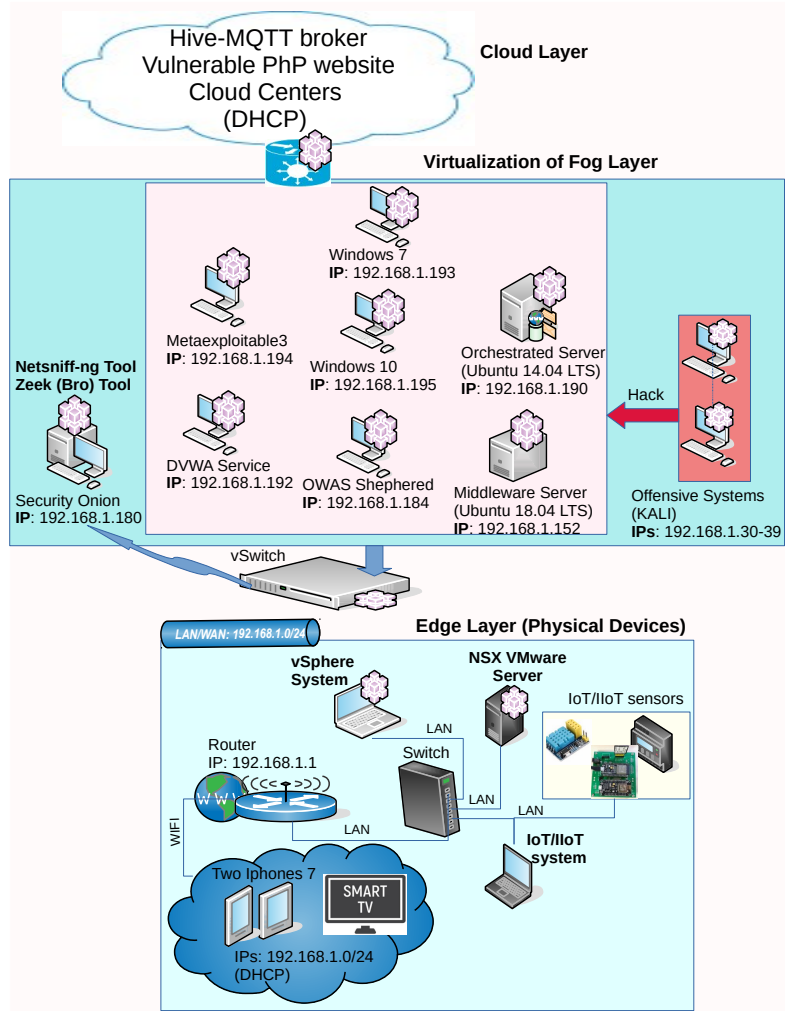 Hive-MQTT broker
Vulnerable PhP website
Cloud Centers
(DHCP)
Cloud Layer
Virtualization of Fog Layer
Windows 7
IP: 192.168.1.193
Metaexploitable3
IP: 192.168.1.194
Windows 10
IP: 192.168.1.195
Orchestrated Server
(Ubuntu 14.04 LTS)
IP: 192.168.1.190
Netsniff-ng Tool
Zeek (Bro) Tool
Security Onion
IP: 192.168.1.180
DVWA Service
IP: 192.168.1.192
OWAS Shephered
IP: 192.168.1.184
Middleware Server
(Ubuntu 18.04 LTS)
IP: 192.168.1.152
Hack
Offensive Systems
(KALI)
IPs: 192.168.1.30-39
vSwitch
LAN/WAN: 192.168.1.0/24
Edge Layer (Physical Devices)
vSphere
System
NSX VMware
Server
IoT/IIoT sensors
LAN
Router
IP: 192.168.1.1
Switch
LAN
LAN
W W
WIFI
LAN
IoT/IIoT
system
Two Iphones 7
SMART
TV
IPs: 192.168.1.0/24
(DHCP)